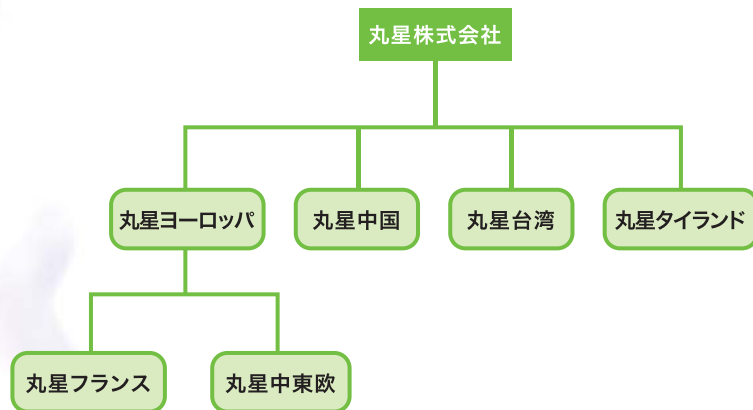 丸星株式会社
丸星ヨーロッパ
丸星中国
丸星台湾
丸星タイランド
丸星フランス
丸星中東欧